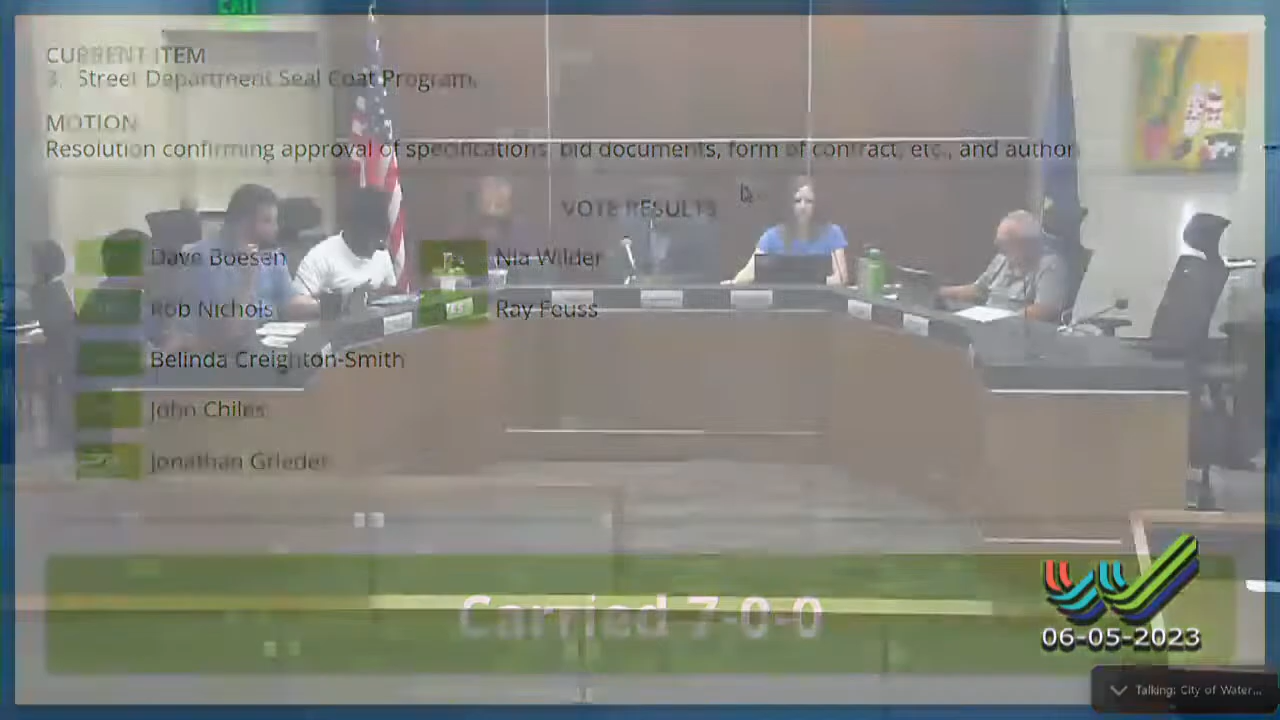 CURRENT ITEM
3. Street Department Seal Coat Program.
MOTION
Resolution confirming approval of specifications, bid documents, form of contract, etc., and author
VOTE RESULTS
Dave Boesen
Nia Wilder
Rob Nichols
Ray Feuss
Belinda Creighton-Smith
John Chiles
Jonathan Grieder
Carried 7-0-0
06-05-2023
Talking: City of Water...